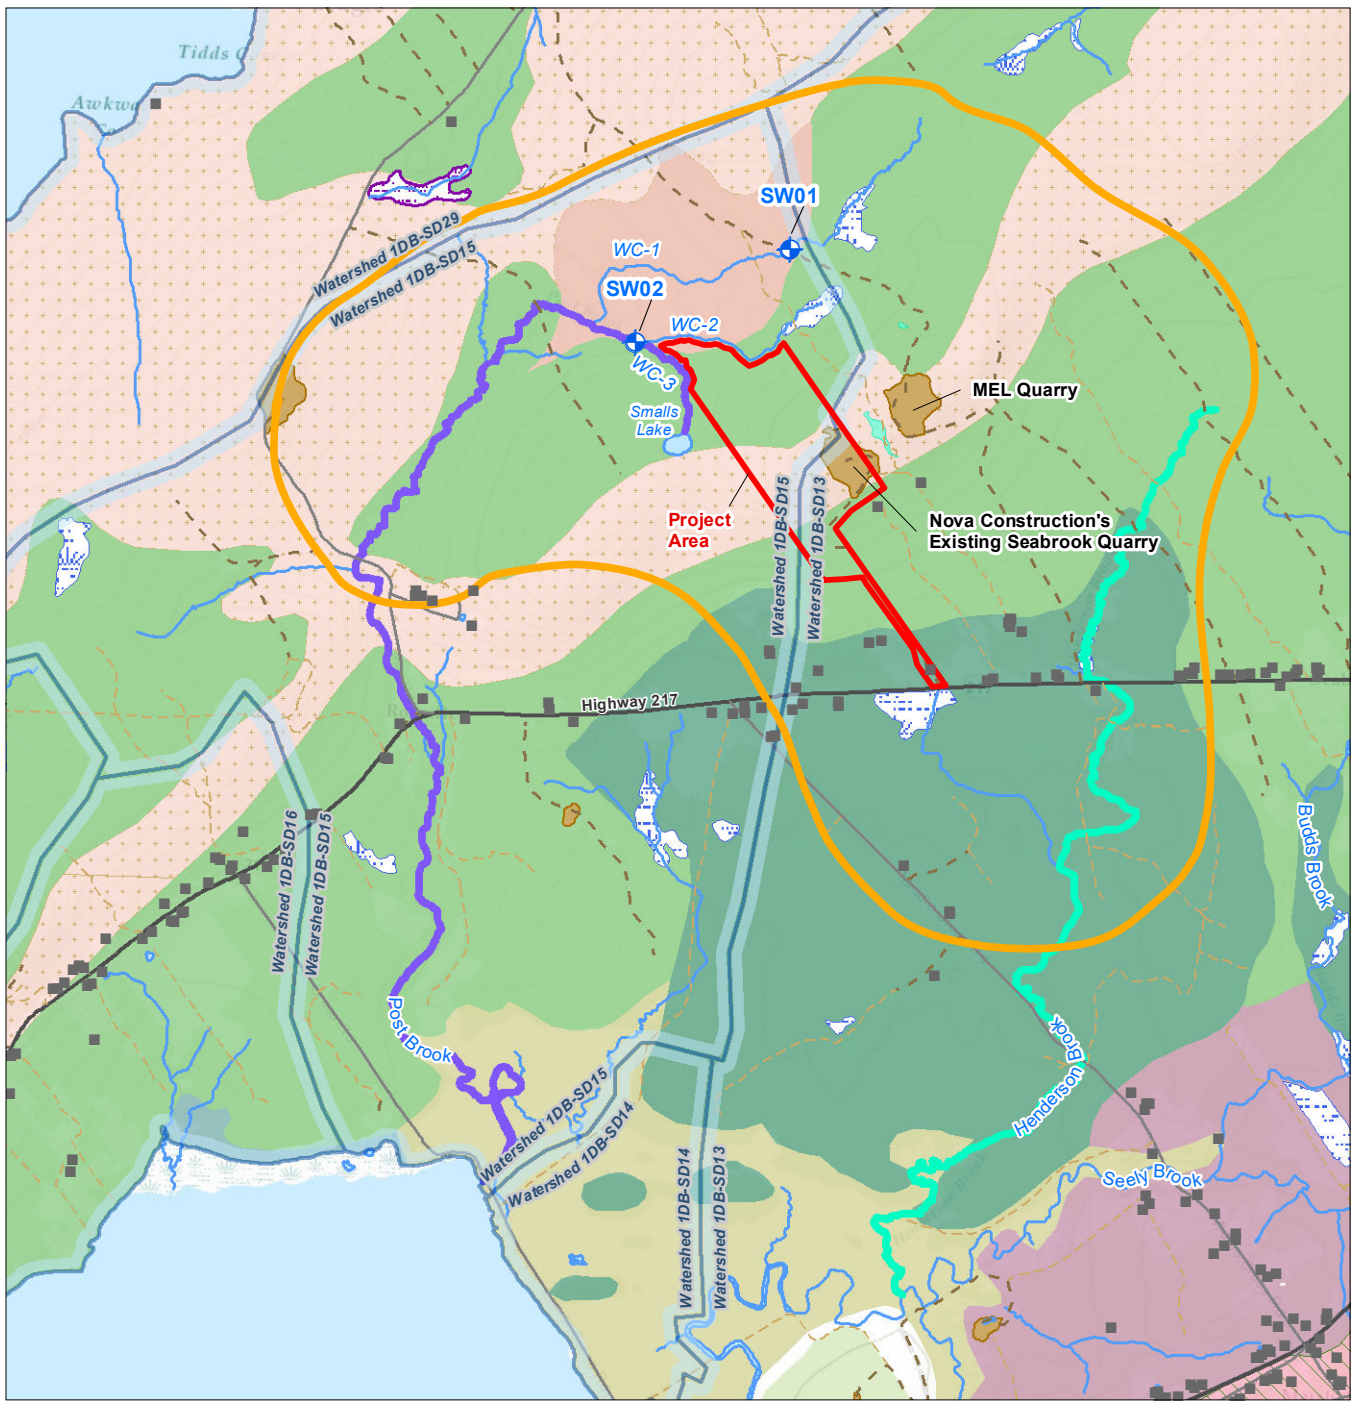 Tidds
Awkwa
SW01
Watershed 1DB-SD29
Watershed 1DB-SD15
WC-1
SW02
WC-2
WC-3
MEL Quarry
Smalls
Lake
Project
Area
Nova Construction's
Existing Seabrook Quarry
Watershed 1DB-SD15
Watershed 1DB-SD13
Highway 217
Watershed 1DB-SD16
Watershed 1DB-SD15
Budds Brook
Post Brook
Henderson Brook
Watershed 1DB-SD15
Watershed 1DB-SD14
Seely Brook
Watershed 1DB-SD14
Watershed 1DB-SD13